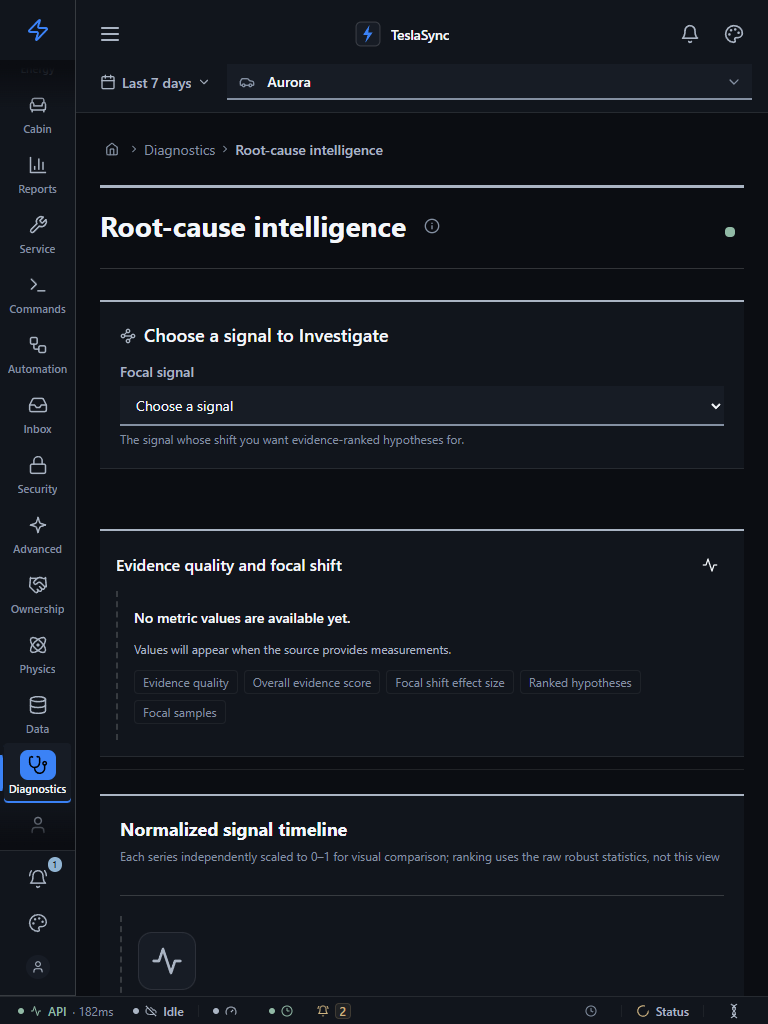 TeslaSync
Last 7 days
Aurora
Energy
Cabin
Reports
Service
Commands
Automation
Inbox
Security
Advanced
Ownership
Physics
Data
Diagnostics
1
Diagnostics
Root-cause intelligence
Root-cause intelligence
Choose a signal to Investigate
Focal signal
Choose a signal
The signal whose shift you want evidence-ranked hypotheses for.
Evidence quality and focal shift
No metric values are available yet.
Values will appear when the source provides measurements.
Evidence quality
Overall evidence score
Focal shift effect size
Ranked hypotheses
Focal samples
Normalized signal timeline
Each series independently scaled to 0–1 for visual comparison; ranking uses the raw robust statistics, not this view
API · 182ms
Idle
2
Status